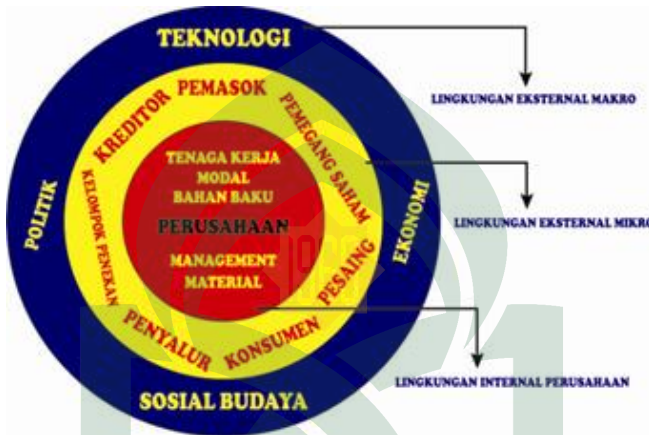 TEKNOLOGI
LINGKUNGAN EKSTERNAL MAKRO
PEMASOK
KREDITOR
PEMEGANG SAHAM
TENAGA KERJA
MODAL
BAHAN BAKU
PERUSAHAAN
MANAGEMENT
MATERIAL
POLITIK
KELOMPOK PENEKAN
EKONOMI
LINGKUNGAN EKSTERNAL MIKRO
PESAING
PENYALUR
KONSUMEN
LINGKUNGAN INTERNAL PERUSAHAAN
SOSIAL BUDAYA